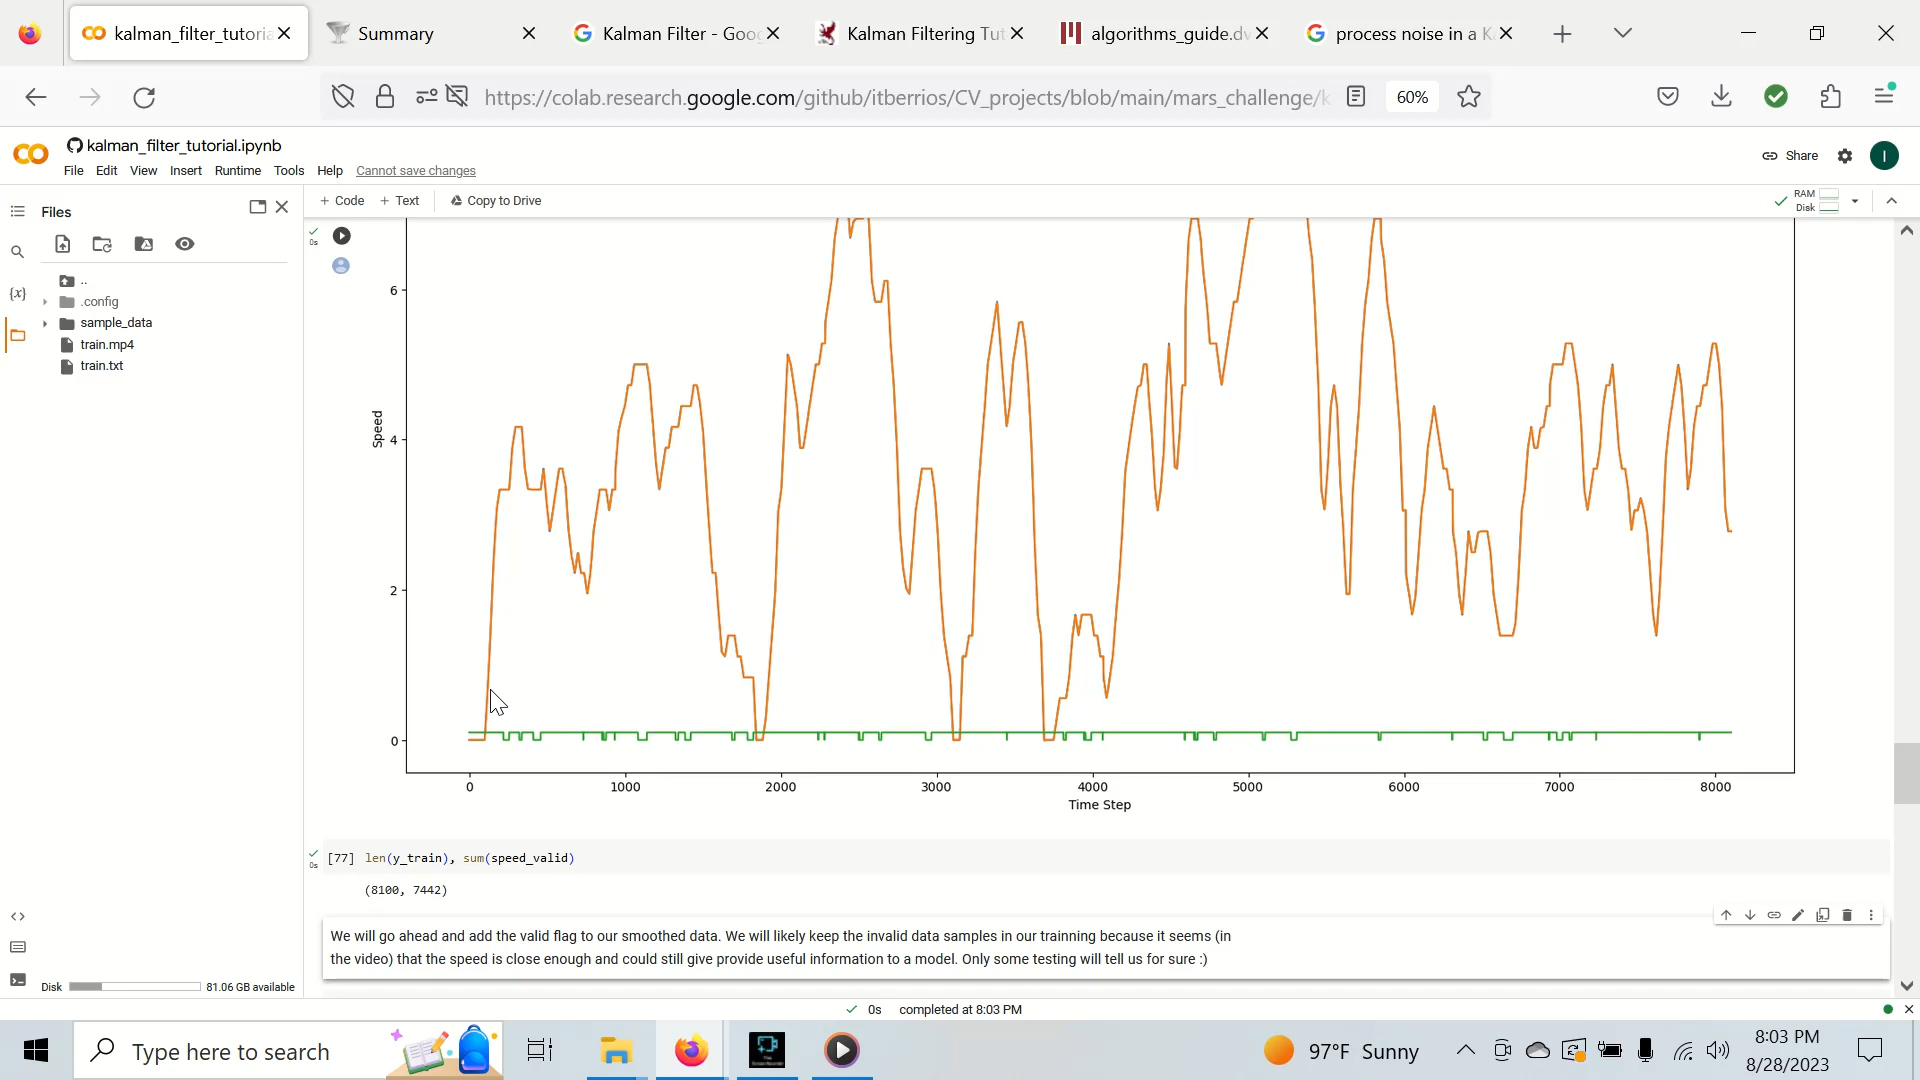 kalman_filter_tutoria
Summary
Kalman Filter - Goo
Kalman Filtering Tut
algorithms_guide.dv
process noise in a K
https://colab.research.google.com/github/itberrios/CV_projects/blob/main/mars_challenge/k
60%
kalman_filter_tutorial.ipynb
File Edit View Insert Runtime Tools Help Cannot save changes
Share
I
Files
+ Code + Text Copy to Drive
RAM
Disk
..
.config
sample_data
train.mp4
train.txt
{x}
0s
Speed
6
4
2
0
0 1000 2000 3000 4000 5000 6000 7000 8000
Time Step
0s
[77] len(y_train), sum(speed_valid)
(8100, 7442)
We will go ahead and add the valid flag to our smoothed data. We will likely keep the invalid data samples in our trainning because it seems (in
the video) that the speed is close enough and could still give provide useful information to a model. Only some testing will tell us for sure :)
Disk 81.06 GB available
0s completed at 8:03 PM
Type here to search
97°F Sunny
8:03 PM
8/28/2023